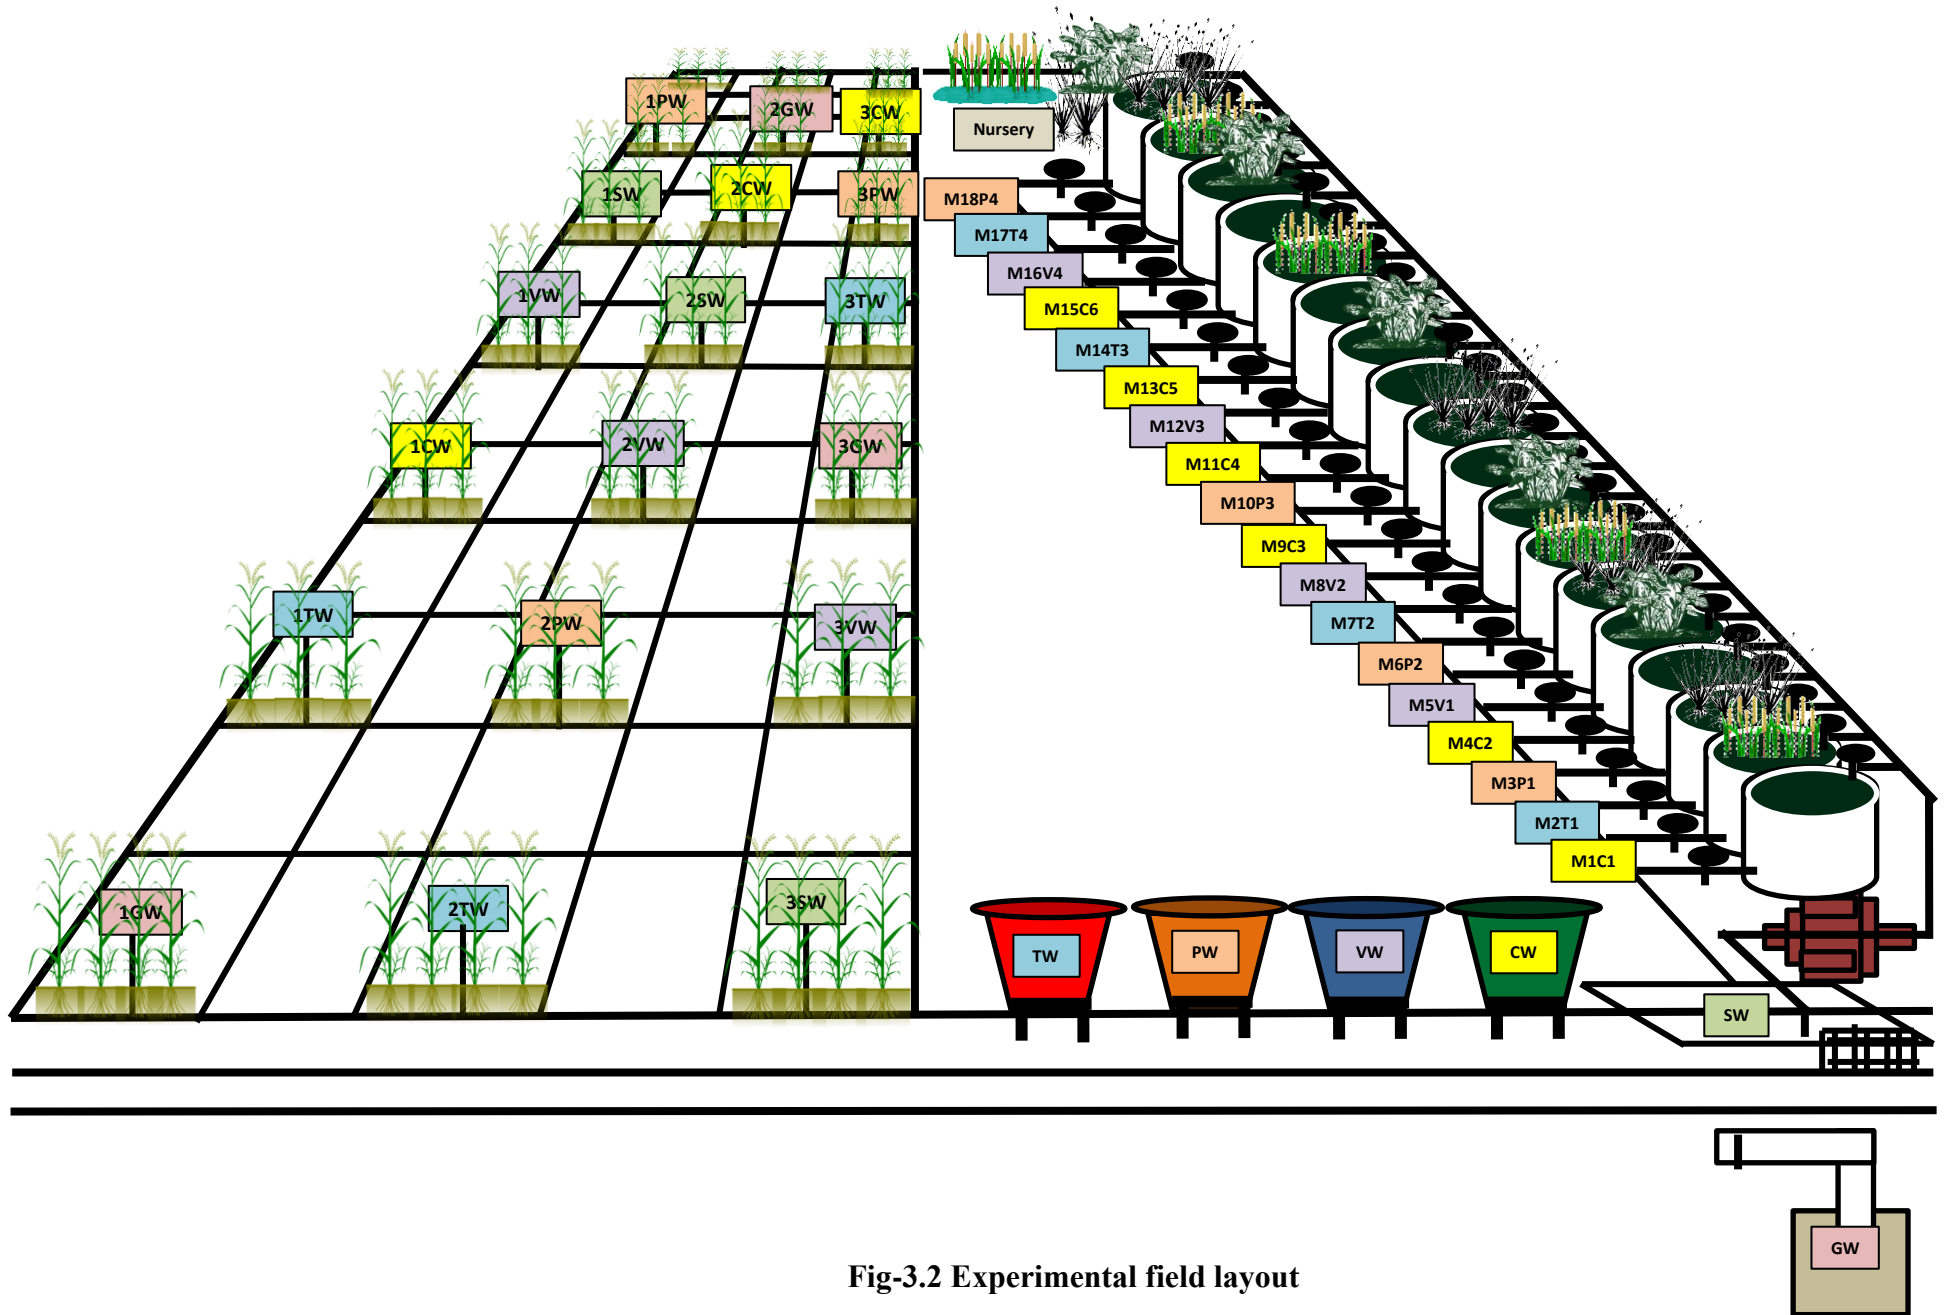 1PW
2GW
3CW
Nursery
1SW
2CW
3PW
M18P4
M17T4
1VW
2SW
3TW
M16V4
M15C6
M14T3
M13C5
1CW
2VW
3GW
M12V3
M11C4
M10P3
M9C3
M8V2
1TW
2PW
3VW
M7T2
M6P2
M5V1
M4C2
M3P1
M2T1
M1C1
1GW
2TW
3SW
TW
PW
VW
CW
SW
GW
Fig-3.2 Experimental field layout